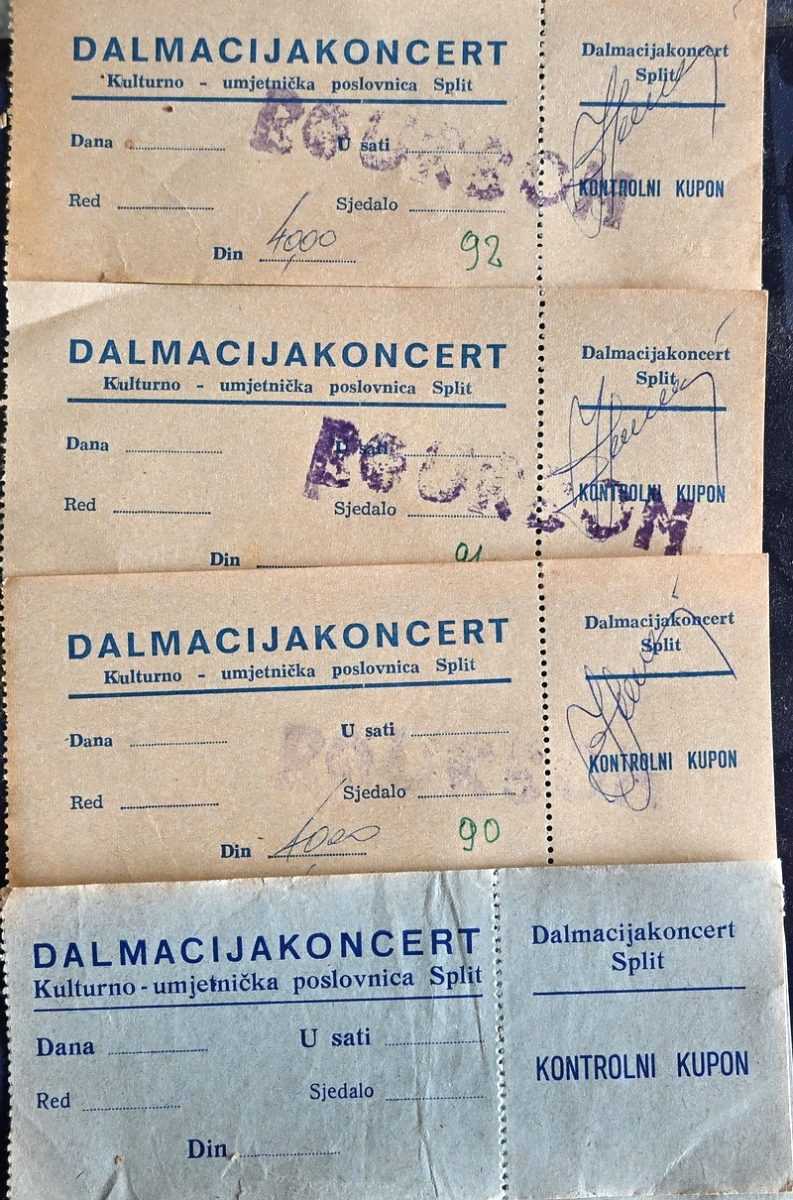 DALMACIJAKONCERT
Kulturno - umjetnička poslovnica Split
Dana
U sati
Red
Sjedalo
Din 4000
92
Dalmacijakoncert
Split
KONTROLNI KUPON
DALMACIJAKONCERT
Kulturno - umjetnička poslovnica Split
Dana
U sati
Red
Sjedalo
Din
91
Dalmacijakoncert
Split
KONTROLNI KUPON
DALMACIJAKONCERT
Kulturno - umjetnička poslovnica Split
Dana
U sati
Red
Sjedalo
Din 4000
90
Dalmacijakoncert
Split
KONTROLNI KUPON
DALMACIJAKONCERT
Kulturno - umjetnička poslovnica Split
Dana
U sati
Red
Sjedalo
Din
Dalmacijakoncert
Split
KONTROLNI KUPON